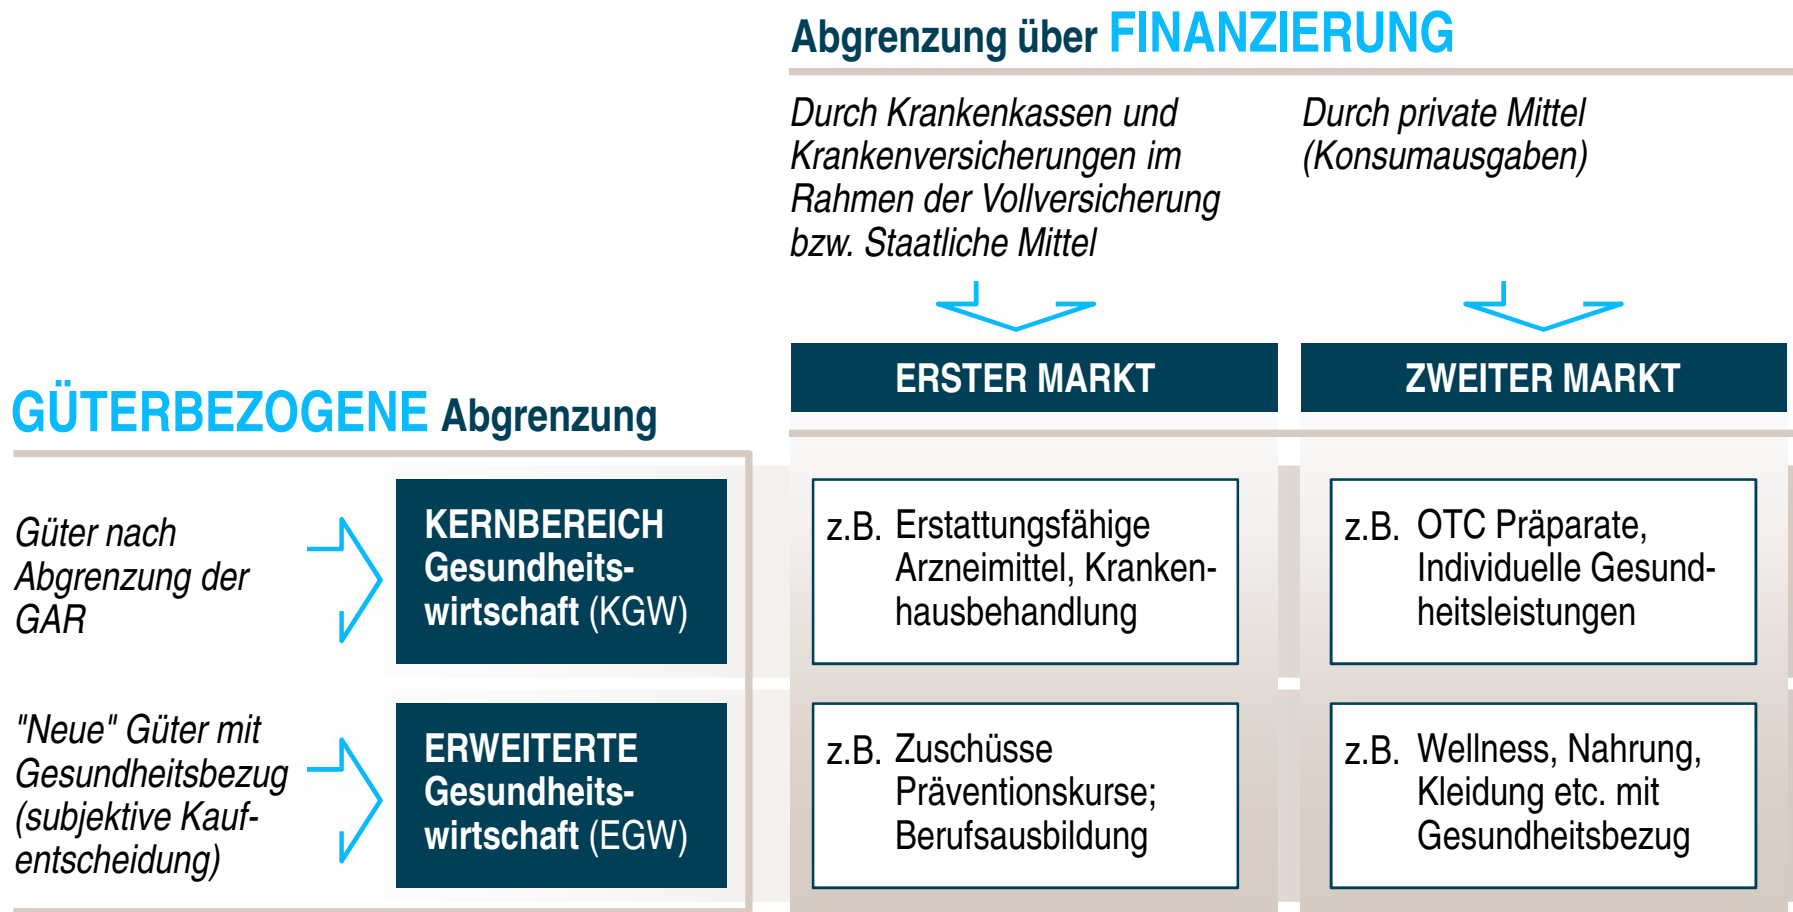 Abgrenzung über FINANZIERUNG
Durch Krankenkassen und
Krankenversicherungen im
Rahmen der Vollversicherung
bzw. Staatliche Mittel
Durch private Mittel
(Konsumausgaben)
ERSTER MARKT
ZWEITER MARKT
GÜTERBEZOGENE Abgrenzung
Güter nach
Abgrenzung der
GAR
KERNBEREICH
Gesundheits-
wirtschaft (KGW)
z.B. Erstattungsfähige
Arzneimittel, Kranken-
hausbehandlung
z.B. OTC Präparate,
Individuelle Gesund-
heitsleistungen
"Neue" Güter mit
Gesundheitsbezug
(subjektive Kauf-
entscheidung)
ERWEITERTE
Gesundheits-
wirtschaft (EGW)
z.B. Zuschüsse
Präventionskurse;
Berufsausbildung
z.B. Wellness, Nahrung,
Kleidung etc. mit
Gesundheitsbezug